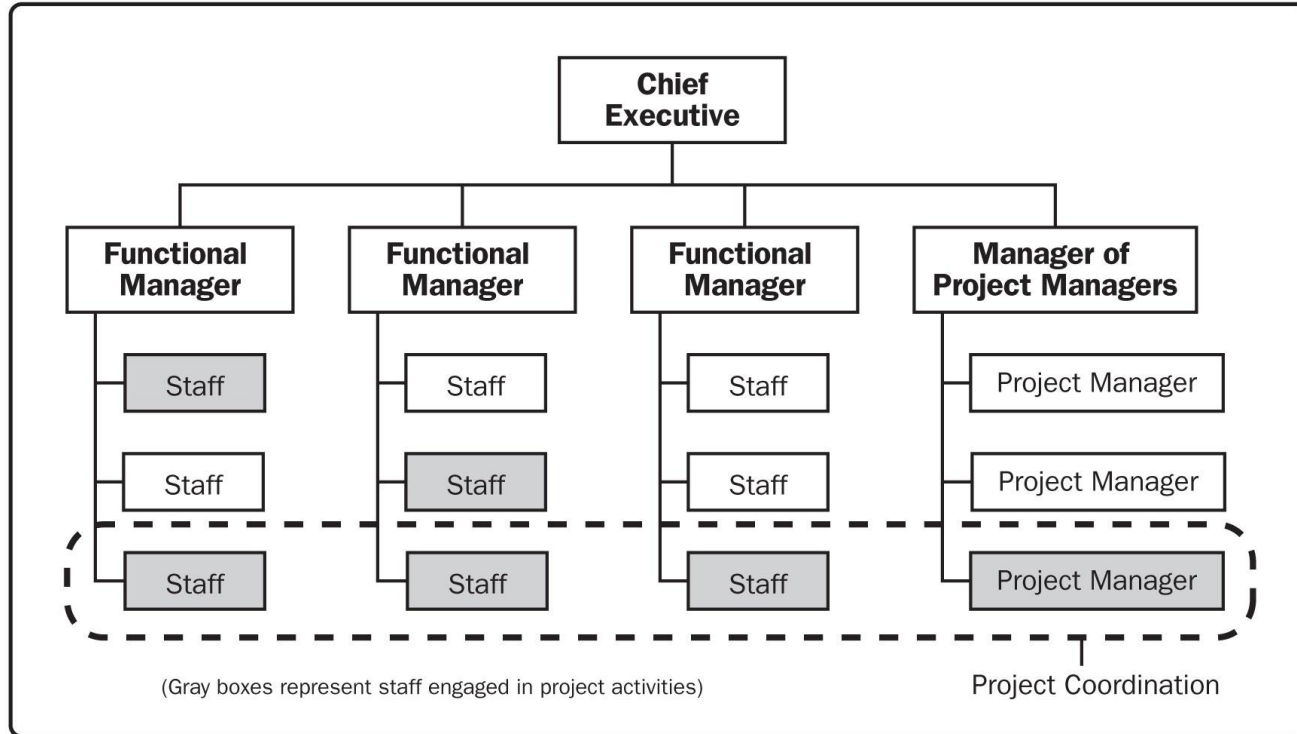 Chief
Executive
Functional
Manager
Functional
Manager
Functional
Manager
Manager of
Project Managers
Staff
Staff
Staff
Project Manager
Staff
Staff
Staff
Project Manager
Staff
Staff
Staff
Project Manager
(Gray boxes represent staff engaged in project activities)
Project Coordination